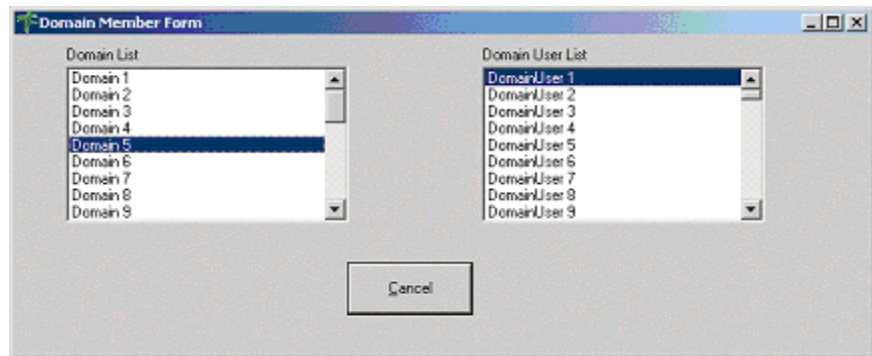 Domain Member Form
Domain List
Domain 1
Domain 2
Domain 3
Domain 4
Domain 5
Domain 6
Domain 7
Domain 8
Domain 9
Domain User List
DomainUser 1
DomainUser 2
DomainUser 3
DomainUser 4
DomainUser 5
DomainUser 6
DomainUser 7
DomainUser 8
DomainUser 9
Cancel